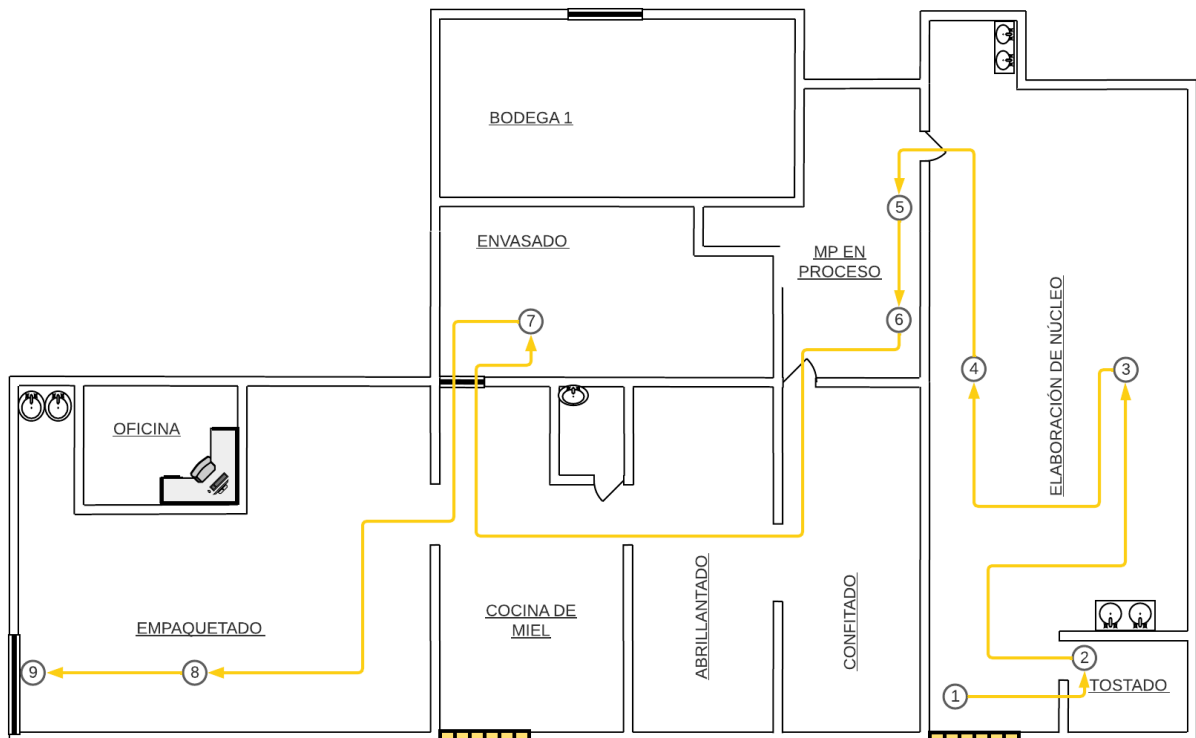 BODEGA 1
ENVASADO
MP EN
PROCESO
5
6
7
ELABORACIÓN DE NÚCLEO
4
3
OFICINA
EMPAQUETADO
COCINA DE
MIEL
ABRILLANTADO
CONFITADO
9
8
2
1
TOSTADO